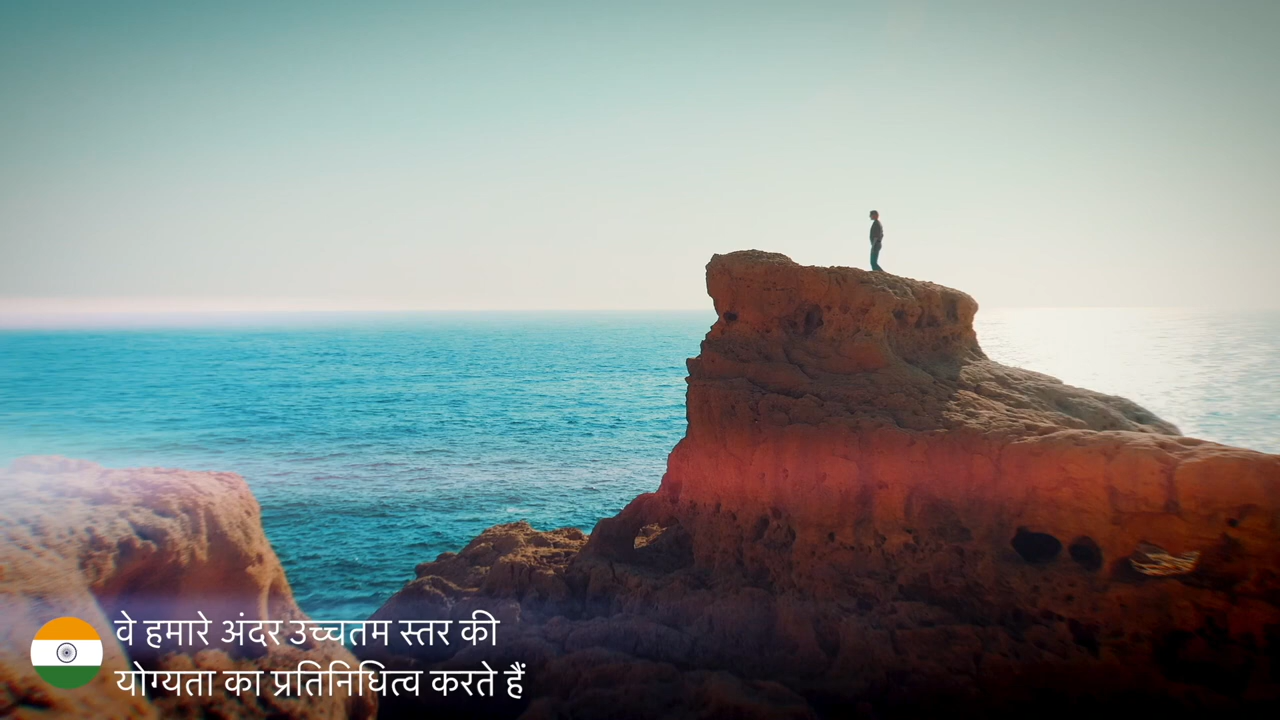 वे हमारे अंदर उच्चतम स्तर की
योग्यता का प्रतिनिधित्व करते हैं